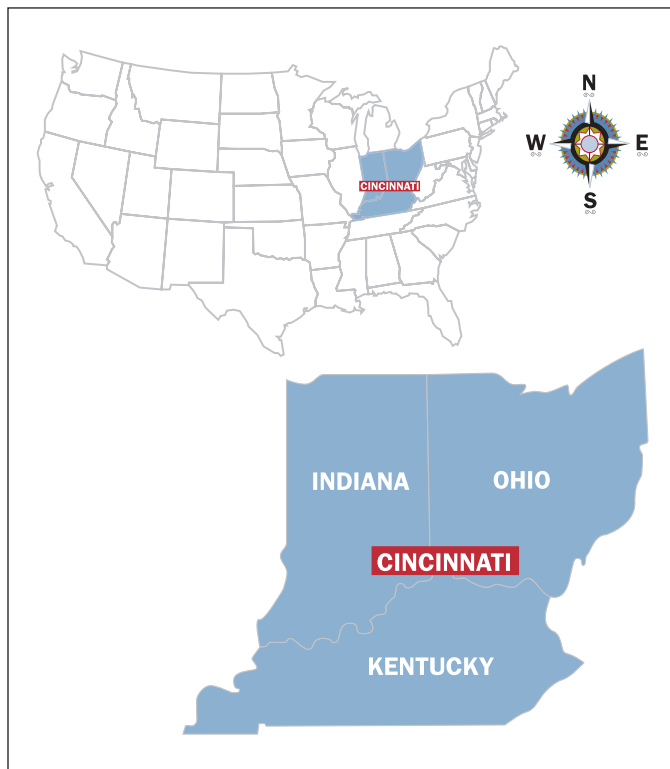 N
W E
S
CINCINNATI
INDIANA
OHIO
CINCINNATI
KENTUCKY